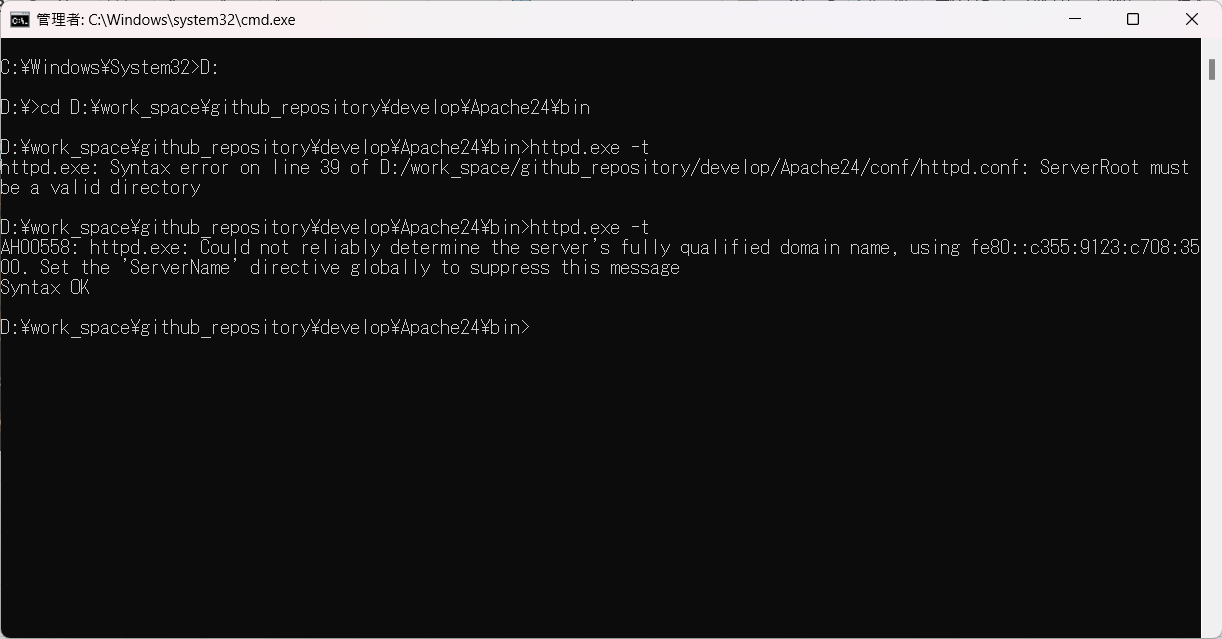 管理者: C:\Windows\system32\cmd.exe
C:¥Windows¥System32>D:
D:¥>cd D:¥work_space¥github_repository¥develop¥Apache24¥bin
D:¥work_space¥github_repository¥develop¥Apache24¥bin>httpd.exe -t
httpd.exe: Syntax error on line 39 of D:/work_space/github_repository/develop/Apache24/conf/httpd.conf: ServerRoot must
be a valid directory
D:¥work_space¥github_repository¥develop¥Apache24¥bin>httpd.exe -t
AH00558: httpd.exe: Could not reliably determine the server's fully qualified domain name, using fe80::c355:9123:c708:35
00. Set the 'ServerName' directive globally to suppress this message
Syntax OK
D:¥work_space¥github_repository¥develop¥Apache24¥bin>